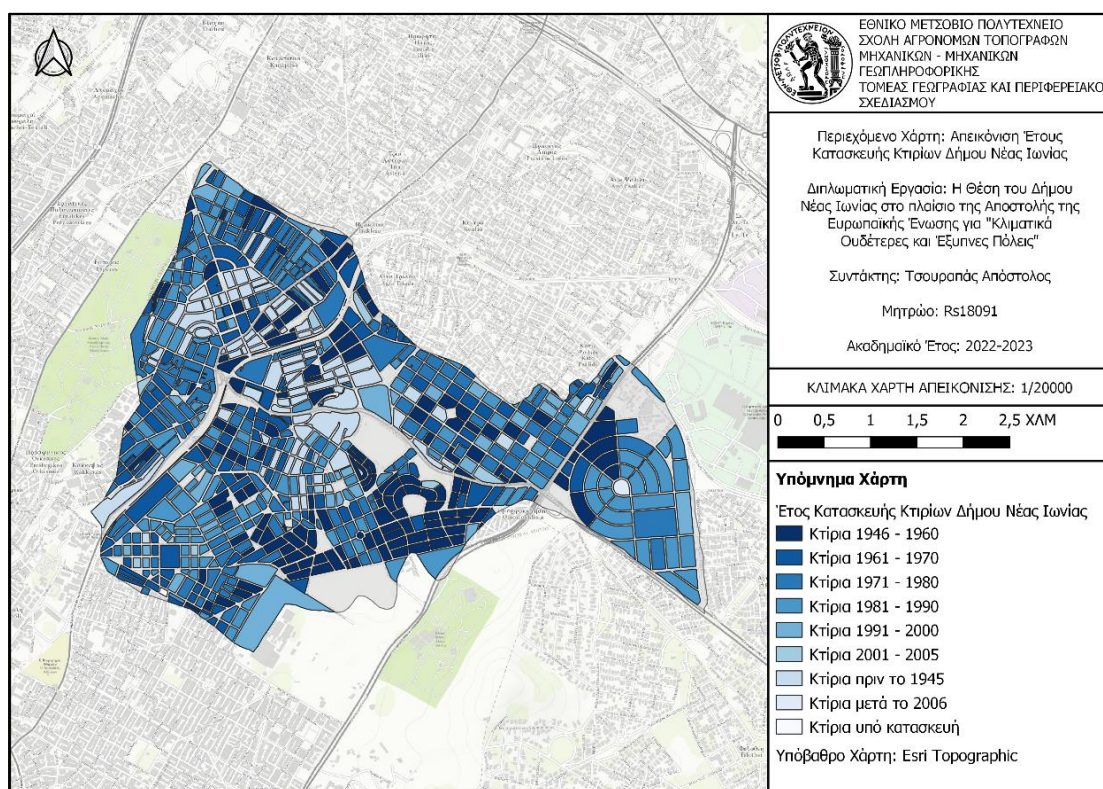 ΕΘΝΙΚΟ ΜΕΤΣΟΒΙΟ ΠΟΛΥΤΕΧΝΕΙΟ
ΣΧΟΛΗ ΑΓΡΟΝΟΜΩΝ ΤΟΠΟΓΡΑΦΩΝ
ΜΗΧΑΝΙΚΩΝ - ΜΗΧΑΝΙΚΩΝ
ΓΕΩΠΛΗΡΟΦΟΡΙΚΗΣ
ΤΟΜΕΑΣ ΓΕΩΓΡΑΦΙΑΣ ΚΑΙ ΠΕΡΙΦΕΡΕΙΑΚΟ
ΣΧΕΔΙΑΣΜΟΥ
Περιεχόμενο Χάρτη: Απεικόνιση Έτους
Κατασκευής Κτιρίων Δήμου Νέας Ιωνίας
Διπλωματική Εργασία: Η Θέση του Δήμου
Νέας Ιωνίας στο πλαίσιο της Αποστολής της
Ευρωπαϊκής Ένωσης για "Κλιματικά
Ουδέτερες και Έξυπνες Πόλεις"
Συντάκτης: Τσουραπάς Απόστολος
Μητρώο: Rs18091
Ακαδημαϊκό Έτος: 2022-2023
ΚΛΙΜΑΚΑ ΧΑΡΤΗ ΑΠΕΙΚΟΝΙΣΗΣ: 1/20000
0 0,5 1 1,5 2 2,5 ΧΛΜ
Υπόμνημα Χάρτη
Έτος Κατασκευής Κτιρίων Δήμου Νέας Ιωνίας
Κτίρια 1946 - 1960
Κτίρια 1961 - 1970
Κτίρια 1971 - 1980
Κτίρια 1981 - 1990
Κτίρια 1991 - 2000
Κτίρια 2001 - 2005
Κτίρια πριν το 1945
Κτίρια μετά το 2006
Κτίρια υπό κατασκευή
Υπόβαθρο Χάρτη: Esri Topographic